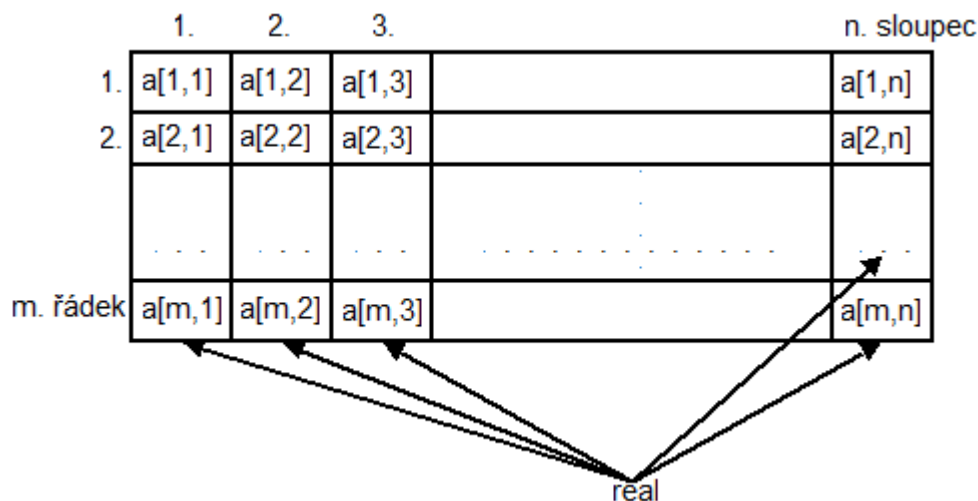 1. 2. 3. n. sloupec
1. a[1,1] a[1,2] a[1,3] a[1,n]
2. a[2,1] a[2,2] a[2,3] a[2,n]
m. řádek a[m,1] a[m,2] a[m,3] a[m,n]
real